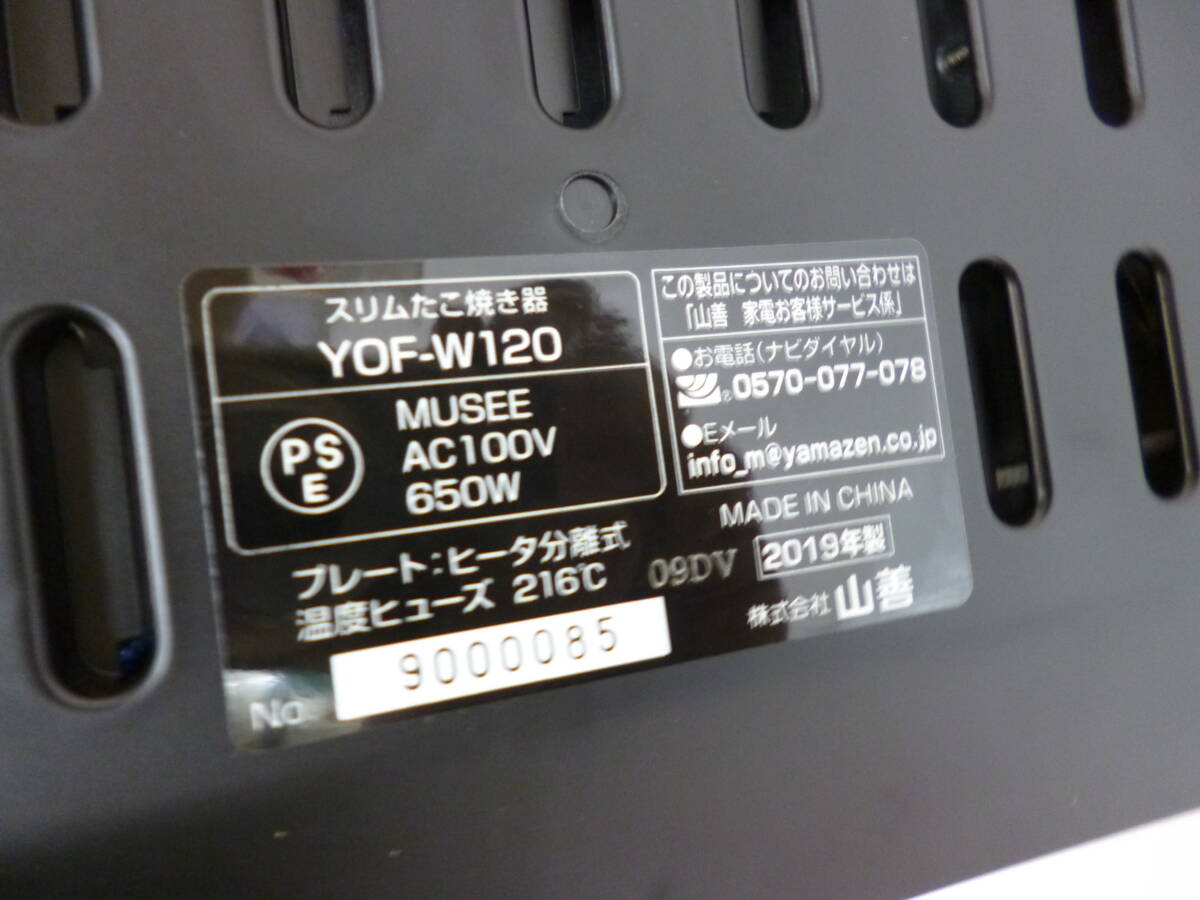 スリムたこ焼き器
YOF-W120
PSE
MUSEE
AC100V
650W
プレート:ヒータ分離式
温度ヒューズ 216℃
No. 9000085
この製品についてのお問い合わせは
「山善 家電お客様サービス係」
●お電話(ナビダイヤル)
0570-077-078
●Eメール
info_m@yamazen.co.jp
MADE IN CHINA
09DV 2019年製
株式会社 山善